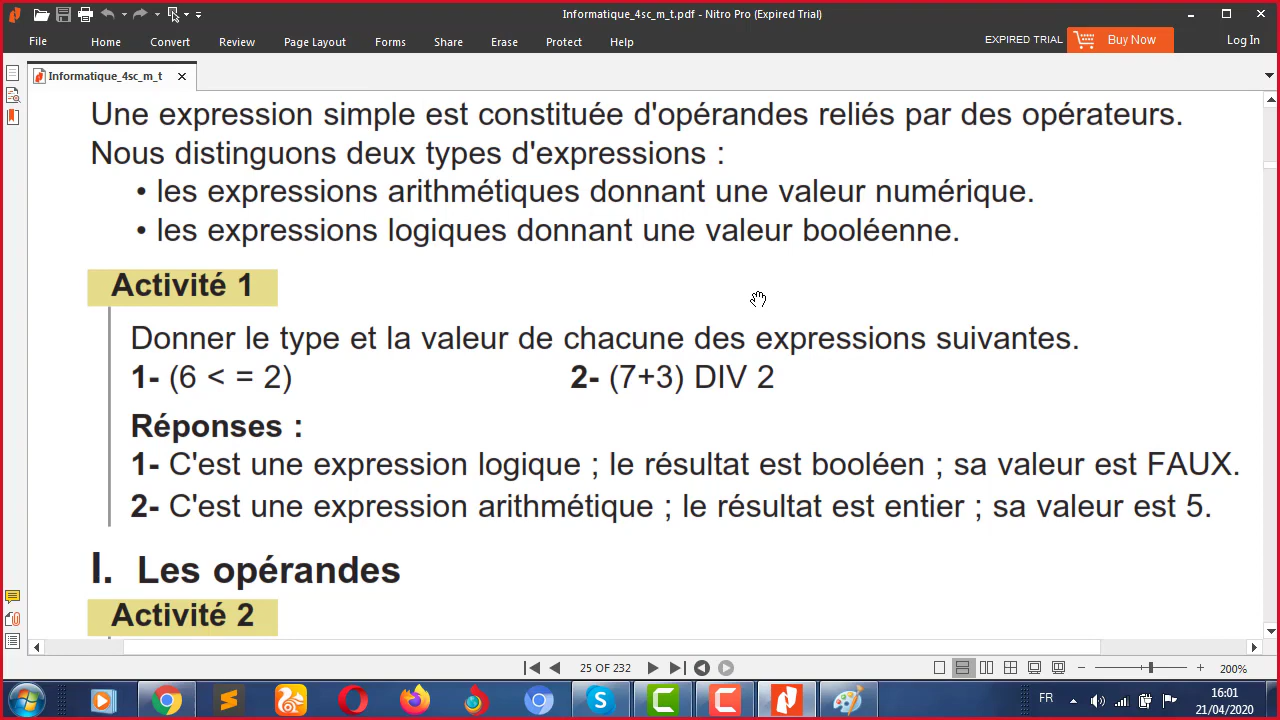 Informatique_4sc_m_t.pdf - Nitro Pro (Expired Trial)
File Home Convert Review Page Layout Forms Share Erase Protect Help EXPIRED TRIAL Buy Now Log In
Informatique_4sc_m_t
Une expression simple est constituée d'opérandes reliés par des opérateurs.
Nous distinguons deux types d'expressions :
• les expressions arithmétiques donnant une valeur numérique.
• les expressions logiques donnant une valeur booléenne.
Activité 1
Donner le type et la valeur de chacune des expressions suivantes.
1- (6 < = 2) 2- (7+3) DIV 2
Réponses :
1- C'est une expression logique ; le résultat est booléen ; sa valeur est FAUX.
2- C'est une expression arithmétique ; le résultat est entier ; sa valeur est 5.
I. Les opérandes
Activité 2
25 OF 232 200%
FR 16:01
21/04/2020